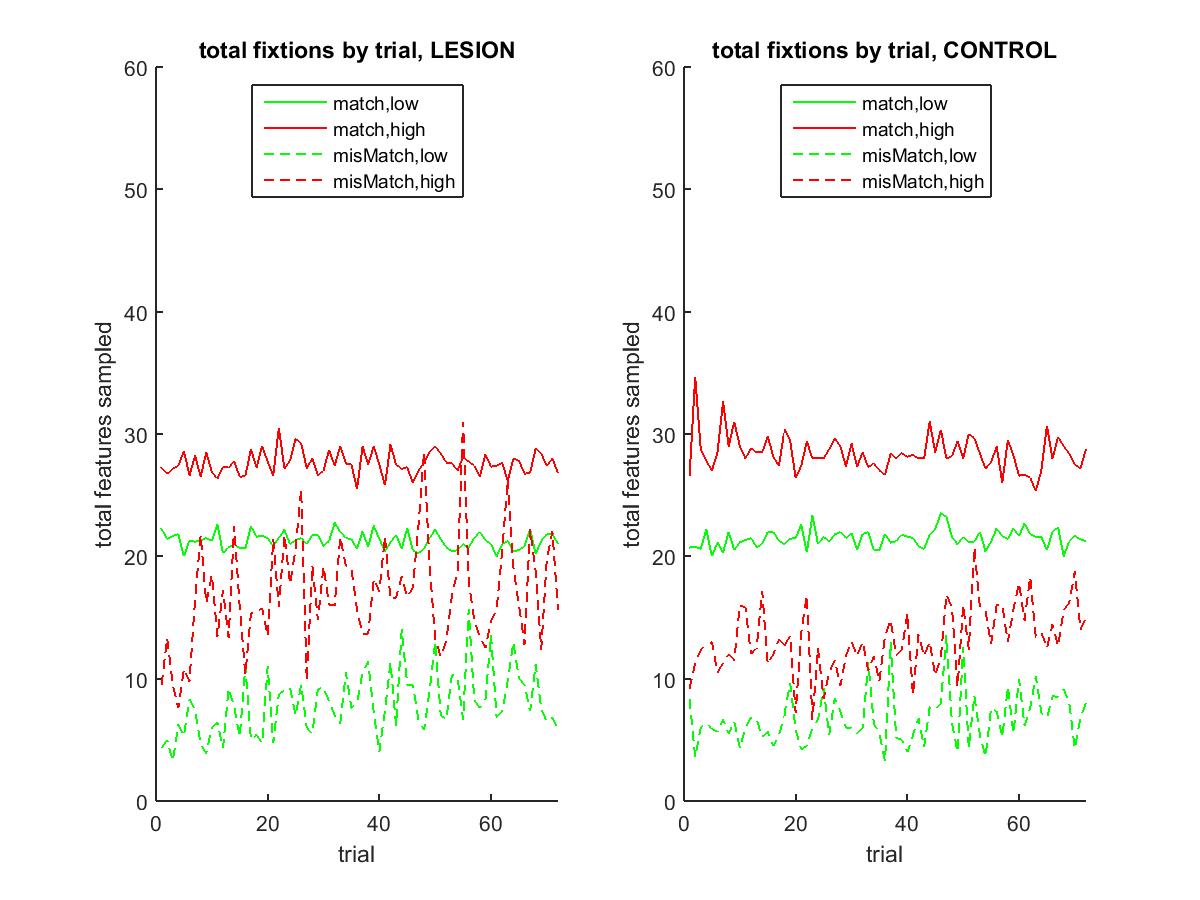 total fixtions by trial, LESION
60
50
40
30
20
10
0
total features sampled
match,low
match,high
misMatch,low
misMatch,high
0 20 40 60
trial
total fixtions by trial, CONTROL
60
50
40
30
20
10
0
total features sampled
match,low
match,high
misMatch,low
misMatch,high
0 20 40 60
trial